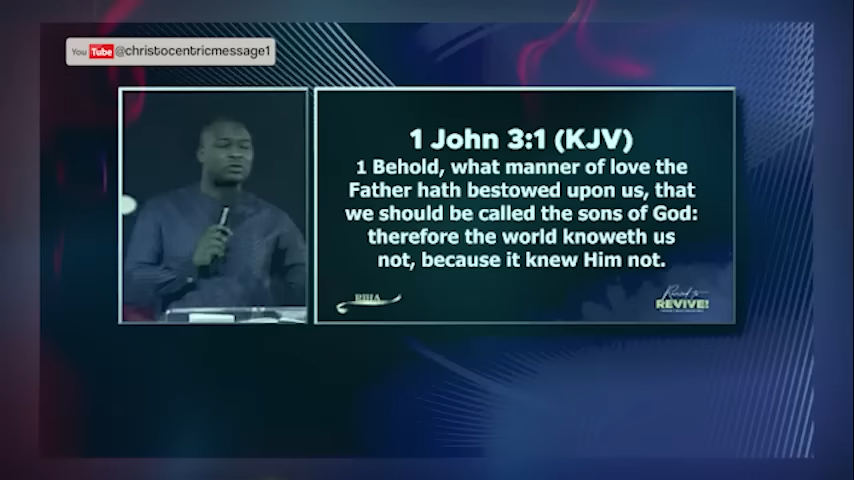 You Tube @christocentricmessage1
1 John 3:1 (KJV)
1 Behold, what manner of love the
Father hath bestowed upon us, that
we should be called the sons of God:
therefore the world knoweth us
not, because it knew Him not.
REVIVE!